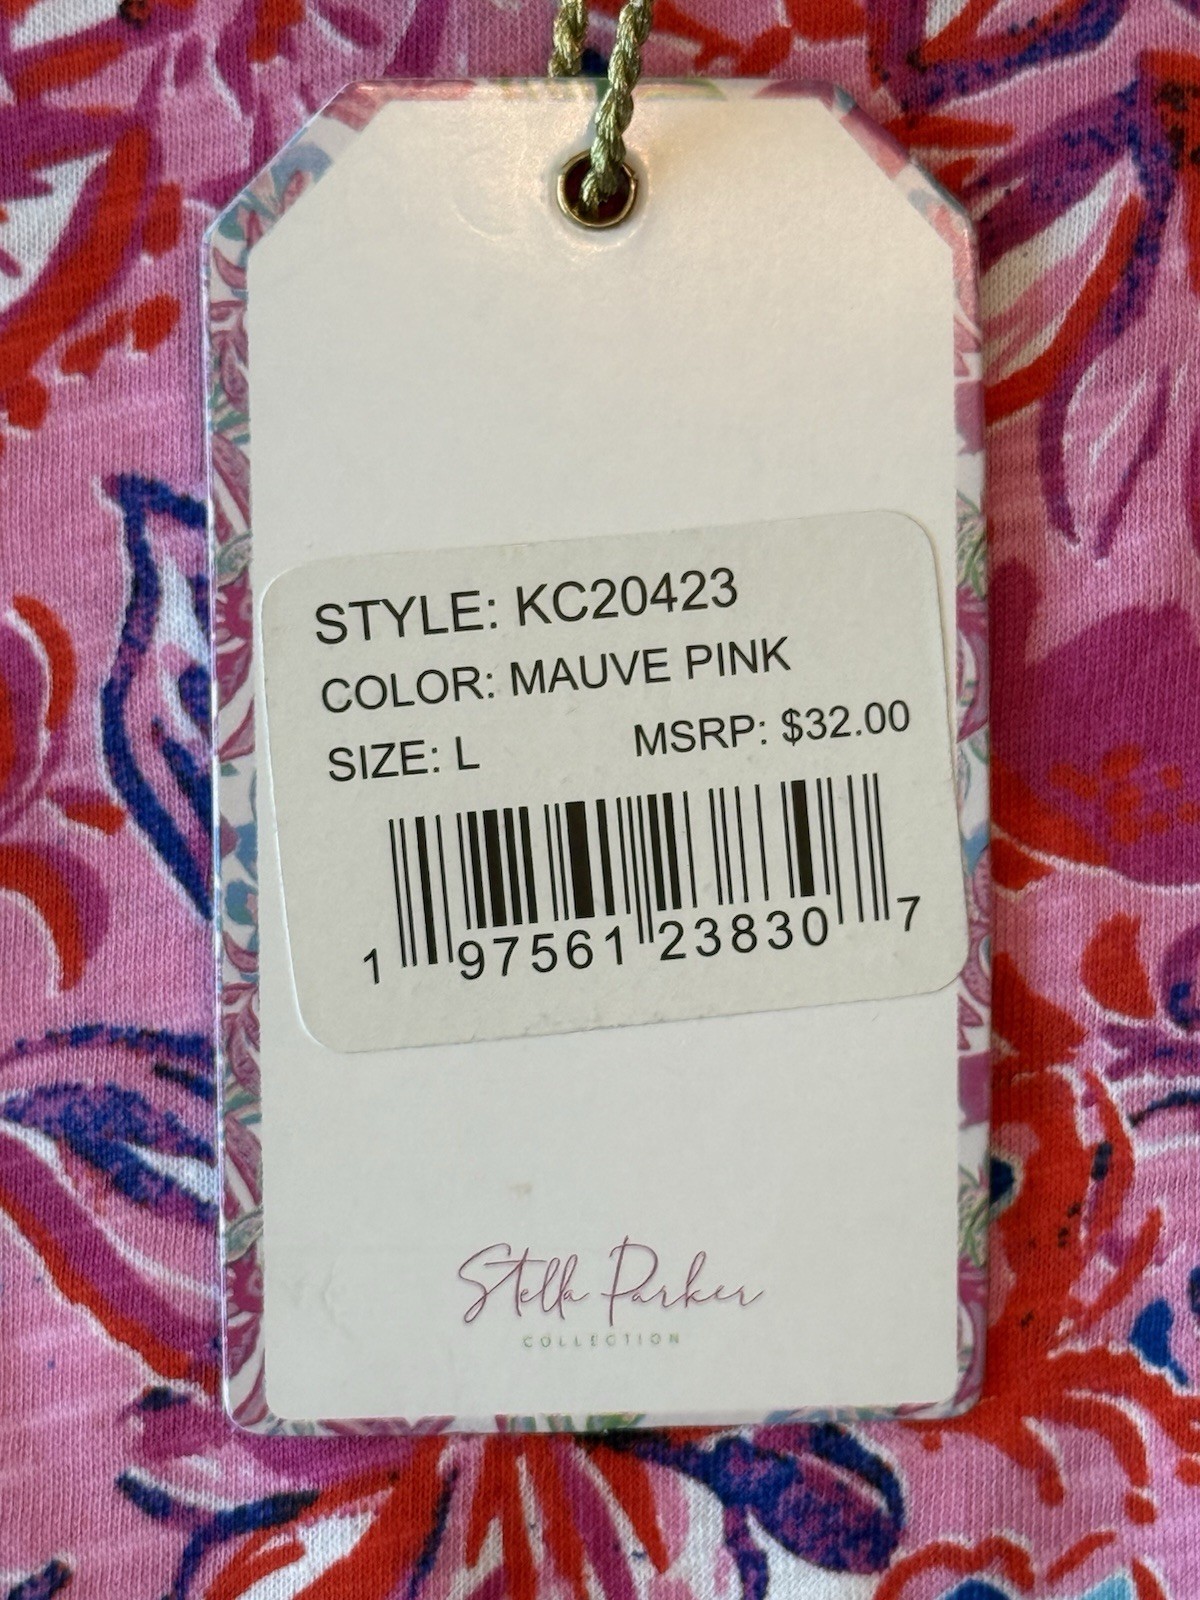 STYLE: KC20423
COLOR: MAUVE PINK
SIZE: L MSRP: $32.00
1 97561 23830 7
Stella Parker
COLLECTION